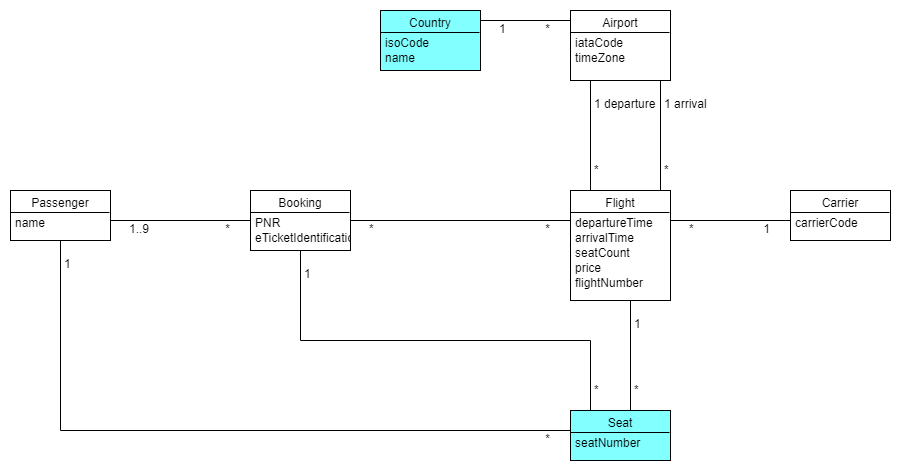 Country
isoCode
name
1
*
Airport
iataCode
timeZone
1 departure
1 arrival
*
*
Passenger
name
1..9
*
Booking
PNR
eTicketIdentificatio
*
*
Flight
departureTime
arrivalTime
seatCount
price
flightNumber
*
1
Carrier
carrierCode
1
1
1
*
*
*
Seat
seatNumber